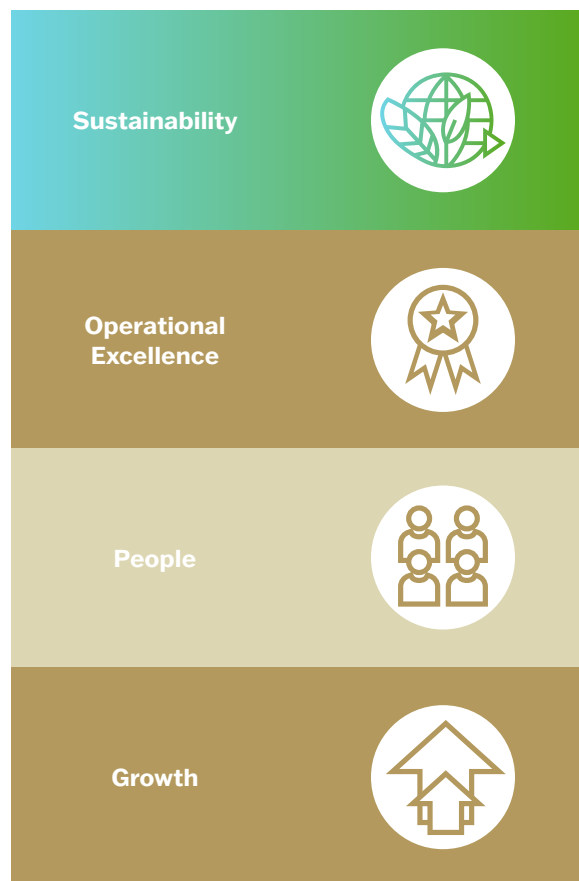 Sustainability
Operational
Excellence
People
Growth